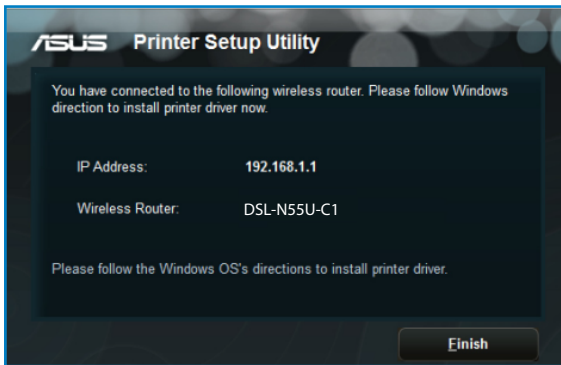 ASUS Printer Setup Utility
You have connected to the following wireless router. Please follow Windows
direction to install printer driver now.
IP Address: 192.168.1.1
Wireless Router: DSL-N55U-C1
Please follow the Windows OS's directions to install printer driver.
Finish